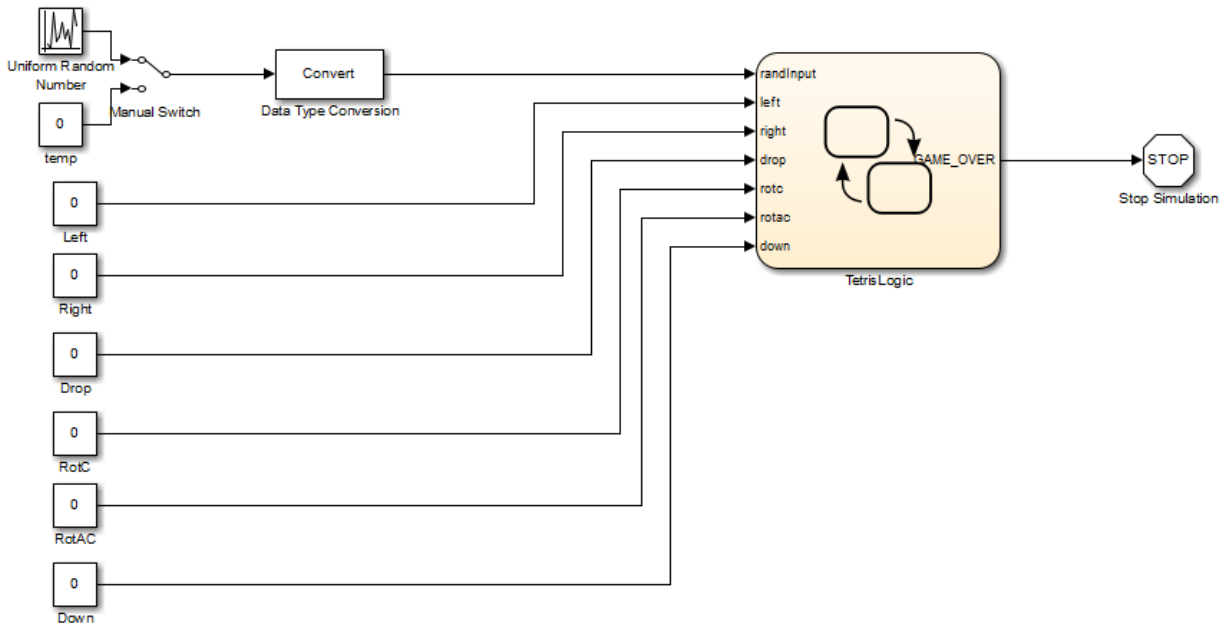 Uniform Random
Number
Manual Switch
0
temp
Convert
Data Type Conversion
0
Left
0
Right
0
Drop
0
RotC
0
RotAC
0
Down
randInput
left
right
drop
rotc
rotac
down
GAME_OVER
TetrisLogic
STOP
Stop Simulation